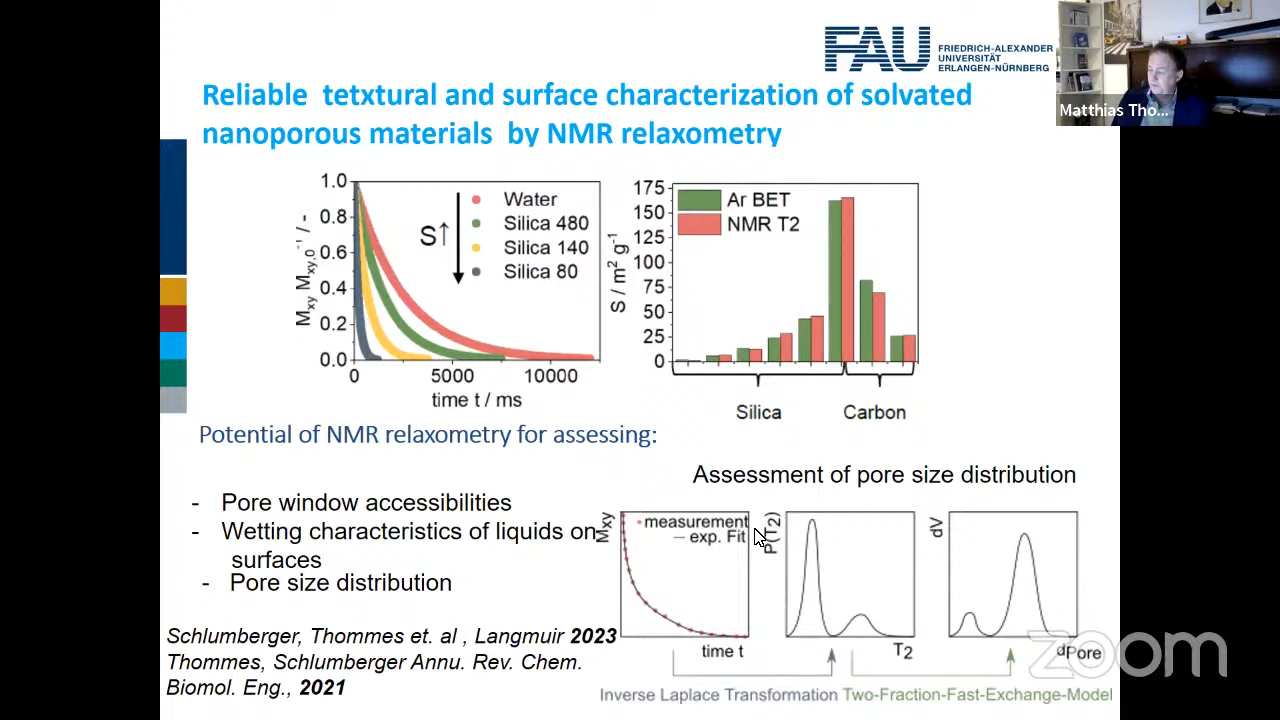 FAU FRIEDRICH-ALEXANDER
UNIVERSITÄT
ERLANGEN-NÜRNBERG
Matthias Tho...
Reliable tetxtural and surface characterization of solvated
nanoporous materials by NMR relaxometry
1.0
0.8
0.6
0.4
0.2
0.0
Mxy Mxy,0⁻¹ / -
S↑
Water
Silica 480
Silica 140
Silica 80
0 5000 10000
time t / ms
175
150
125
100
75
50
25
0
S / m² g⁻¹
Ar BET
NMR T2
Silica Carbon
Potential of NMR relaxometry for assessing:
- Pore window accessibilities
- Wetting characteristics of liquids on
surfaces
- Pore size distribution
Assessment of pore size distribution
Mxy
measurement
exp. Fit
time t
P(T2)
T2
dV
dPore
Inverse Laplace Transformation Two-Fraction-Fast-Exchange-Model
Schlumberger, Thommes et. al , Langmuir 2023
Thommes, Schlumberger Annu. Rev. Chem.
Biomol. Eng., 2021
zoom